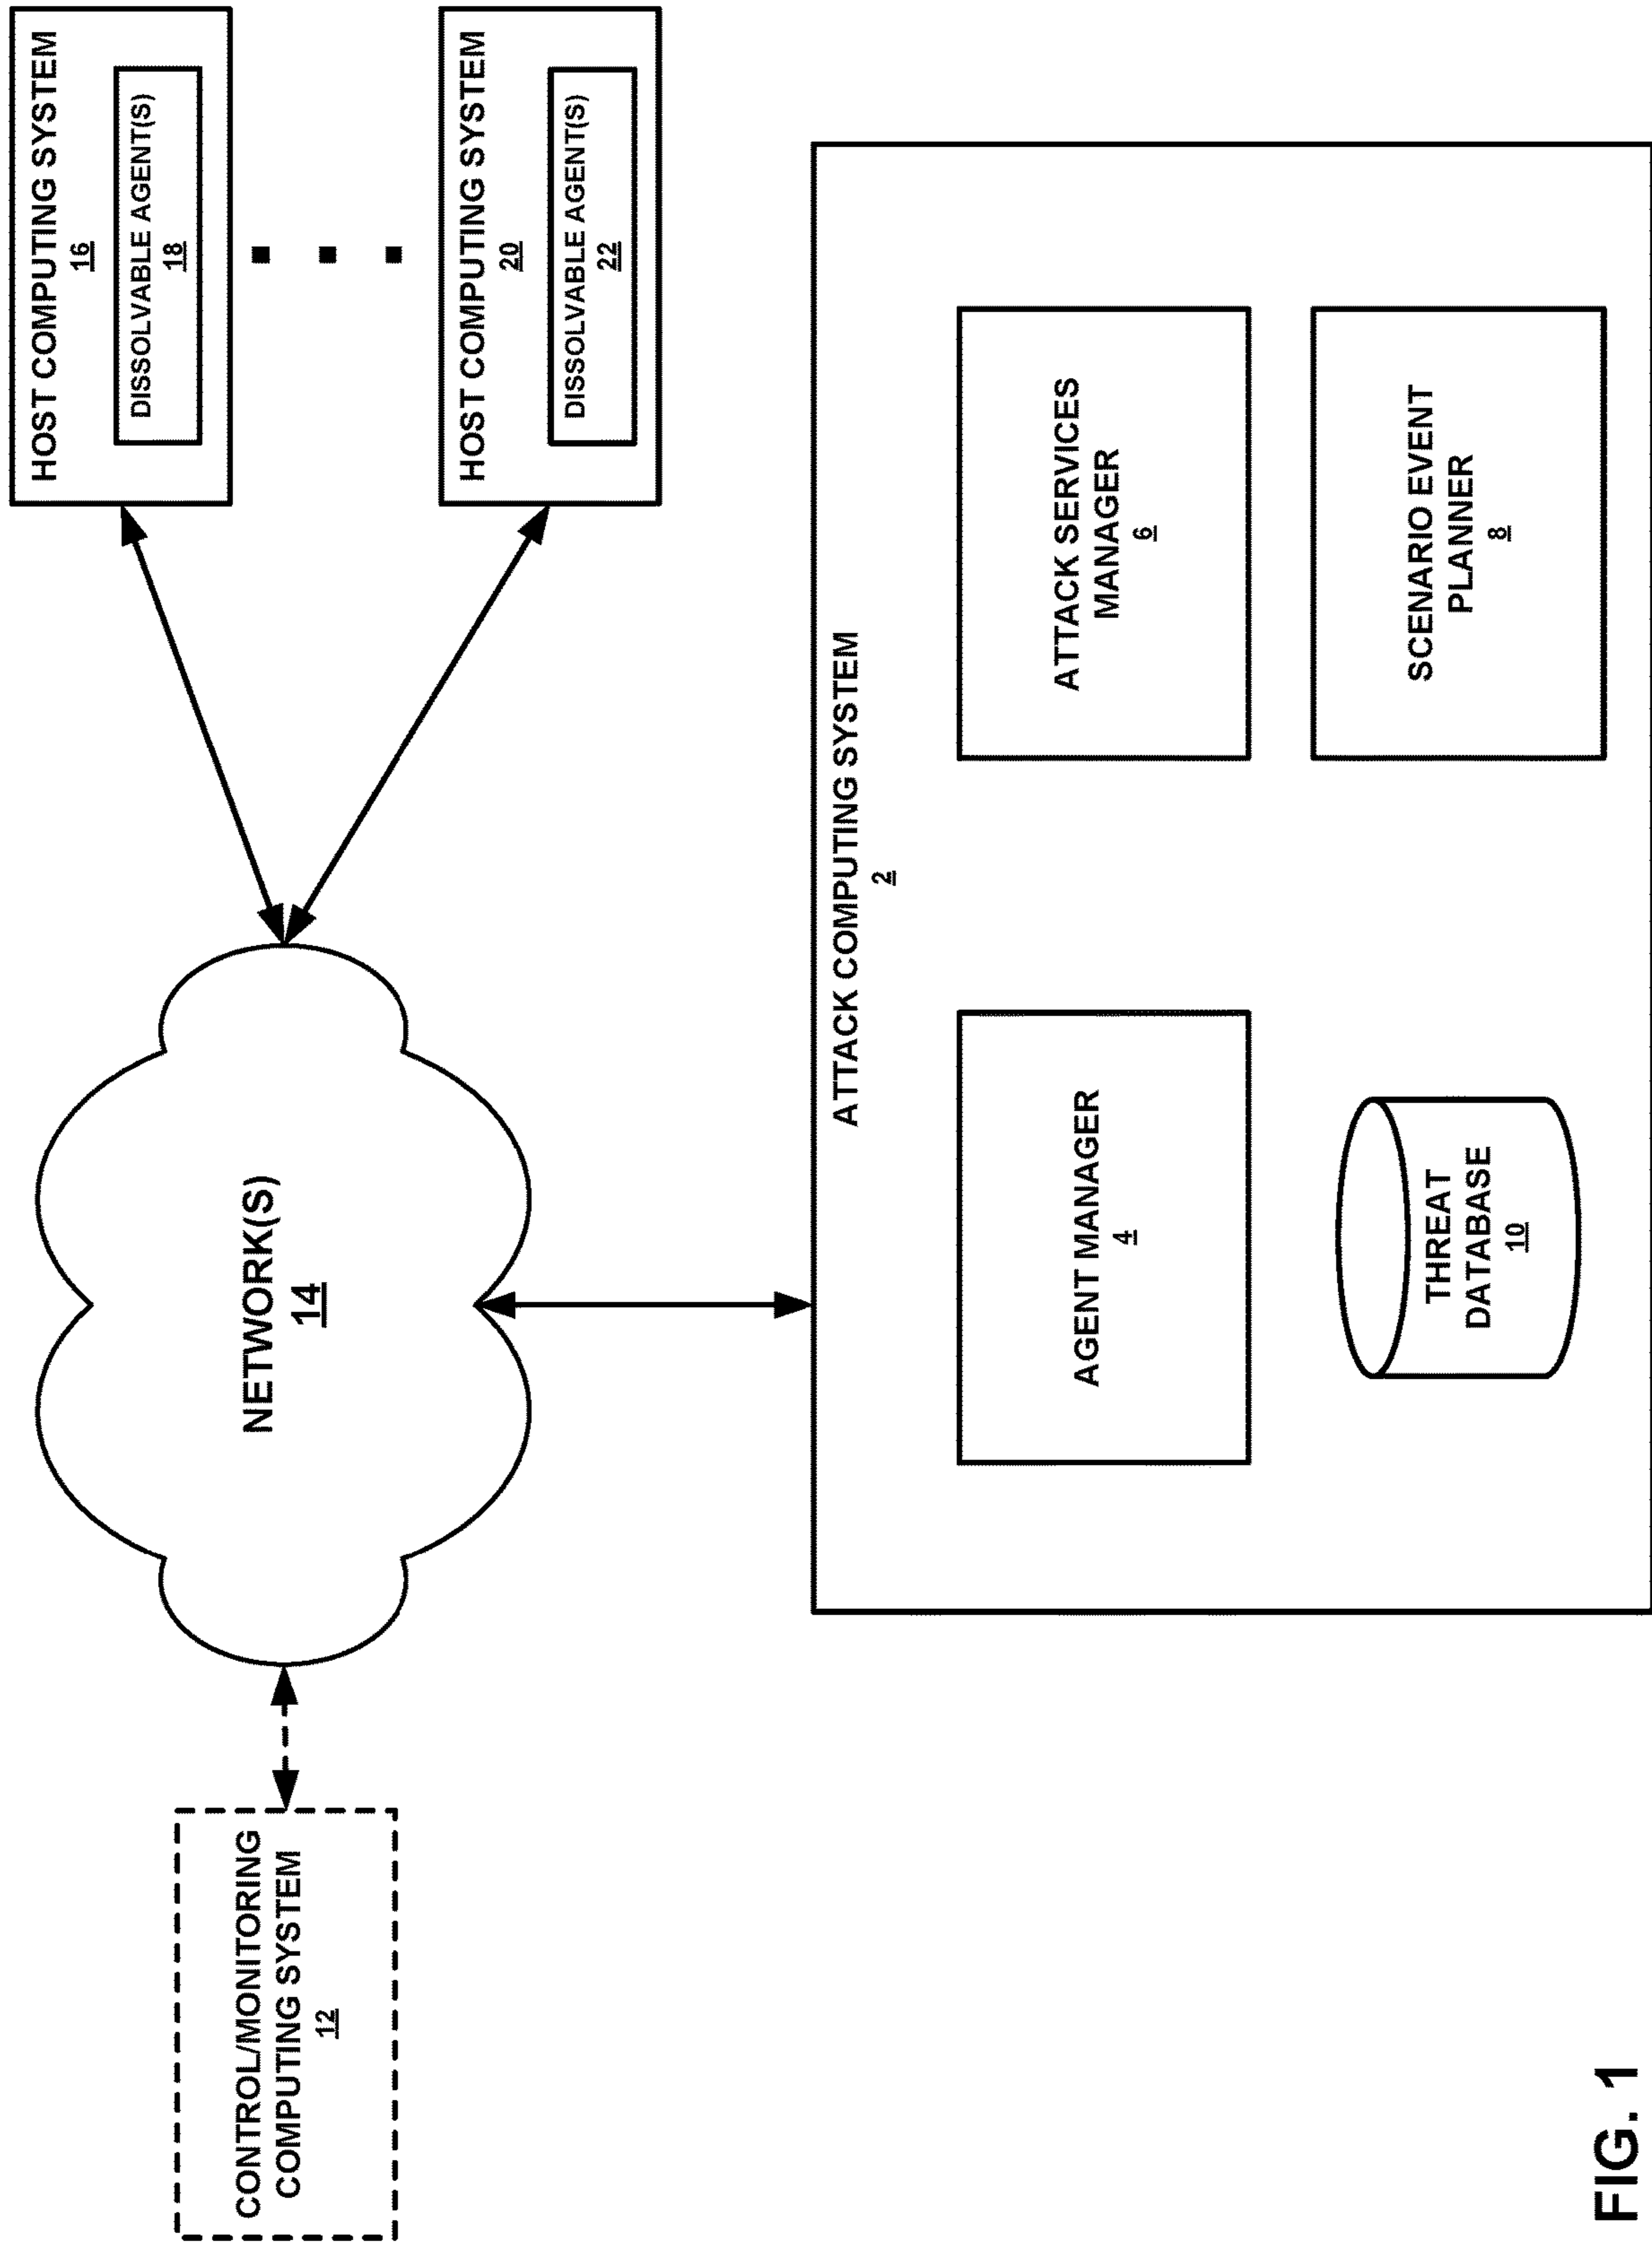 CONTROL/MONITORING
COMPUTING SYSTEM
12
NETWORK(S)
14
HOST COMPUTING SYSTEM
16
DISSOLVABLE AGENT(S)
18
HOST COMPUTING SYSTEM
20
DISSOLVABLE AGENT(S)
22
ATTACK COMPUTING SYSTEM
2
AGENT MANAGER
4
ATTACK SERVICES
MANAGER
6
THREAT
DATABASE
10
SCENARIO EVENT
PLANNER
8
FIG. 1